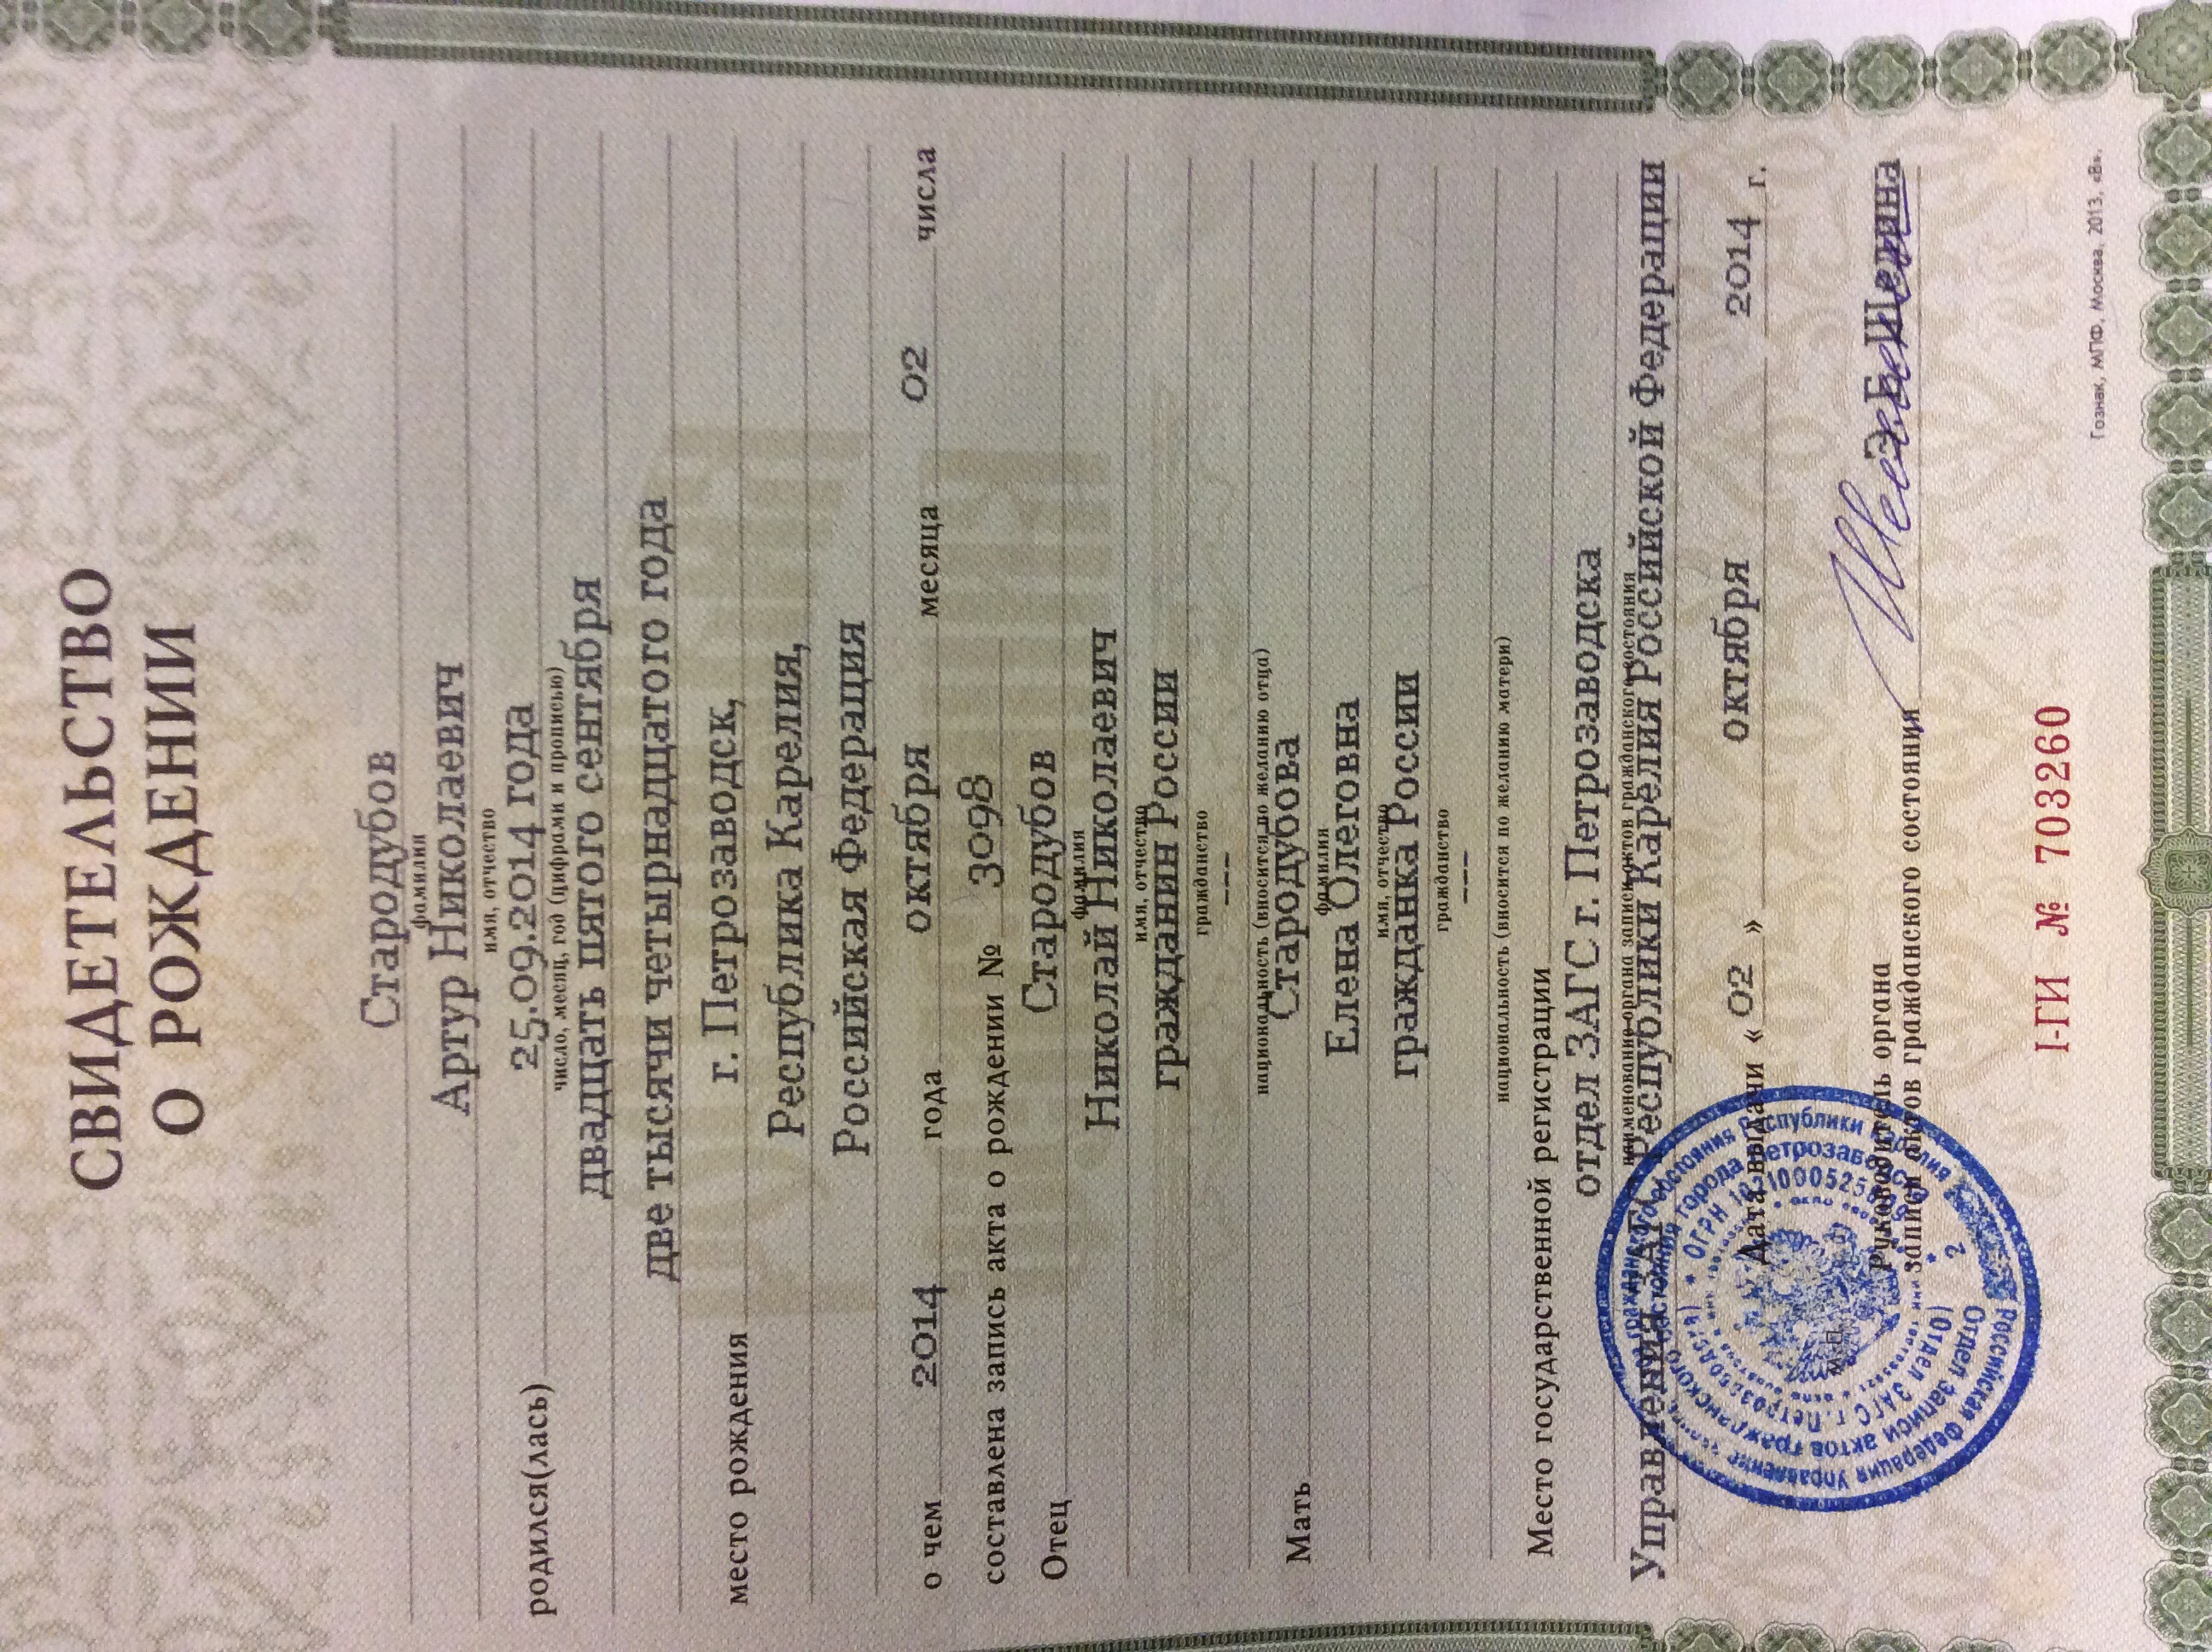 СВИДЕТЕЛЬСТВО
О РОЖДЕНИИ
Стародубов
фамилия
Артур Николаевич
имя, отчество
родился(лась) 25.09.2014 года
число, месяц, год (цифрами и прописью)
двадцать пятого сентября
две тысячи четырнадцатого года
место рождения г. Петрозаводск,
Республика Карелия,
Российская Федерация
о чем 2014 года октября месяца 02 числа
составлена запись акта о рождении № 3098
Отец Стародубов
фамилия
Николай Николаевич
имя, отчество
гражданин России
гражданство
---
национальность (вносится по желанию отца)
Мать Стародубова
фамилия
Елена Олеговна
имя, отчество
гражданка России
гражданство
---
национальность (вносится по желанию матери)
Место государственной регистрации
отдел ЗАГС г. Петрозаводска
наименование органа записи актов гражданского состояния
Управления ЗАГС Республики Карелия Российской Федерации
Дата выдачи « 02 » октября 2014 г.
М.П.
Руководитель органа
записи актов гражданского состояния Э. Б.
Российская Федерация Управление записи актов гражданского состояния Республики Карелия
Отдел записи актов гражданского состояния города Петрозаводска
(Отдел ЗАГС г. Петрозаводска) * ОГРН
* 2 *
I-ГИ № 703260
Гознак, МПФ, Москва, 2013, «В».